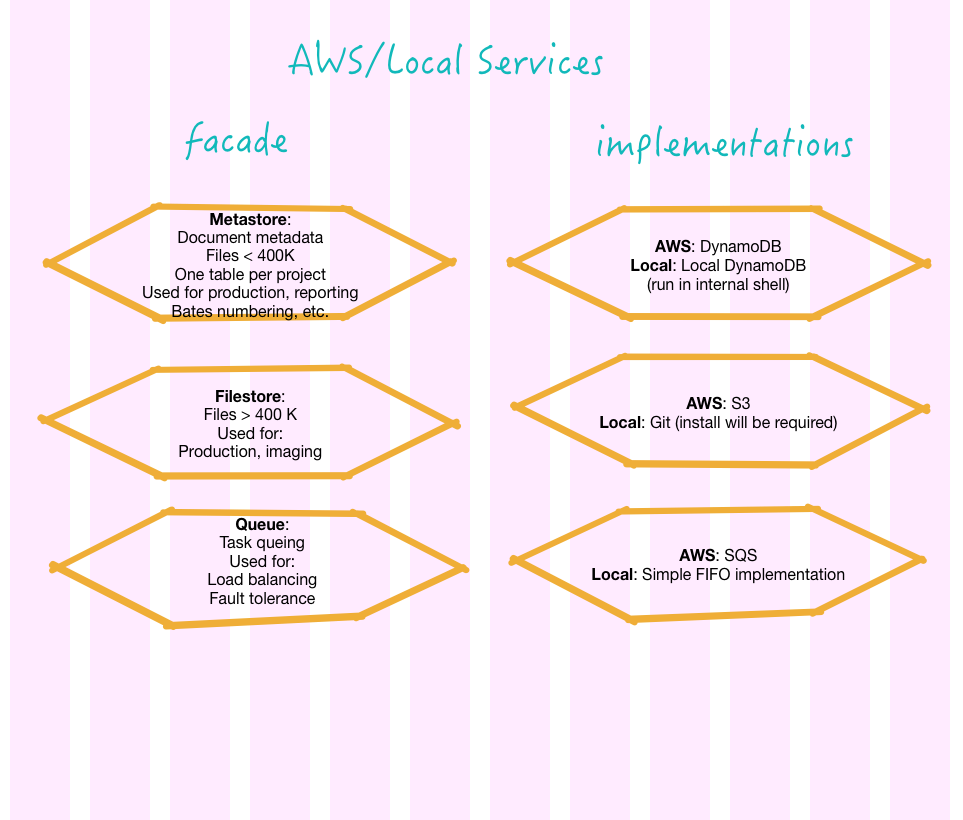 AWS/Local Services
facade
implementations
Metastore:
Document metadata
Files < 400K
One table per project
Used for production, reporting
Bates numbering, etc.
AWS: DynamoDB
Local: Local DynamoDB
(run in internal shell)
Filestore:
Files > 400 K
Used for:
Production, imaging
AWS: S3
Local: Git (install will be required)
Queue:
Task queing
Used for:
Load balancing
Fault tolerance
AWS: SQS
Local: Simple FIFO implementation